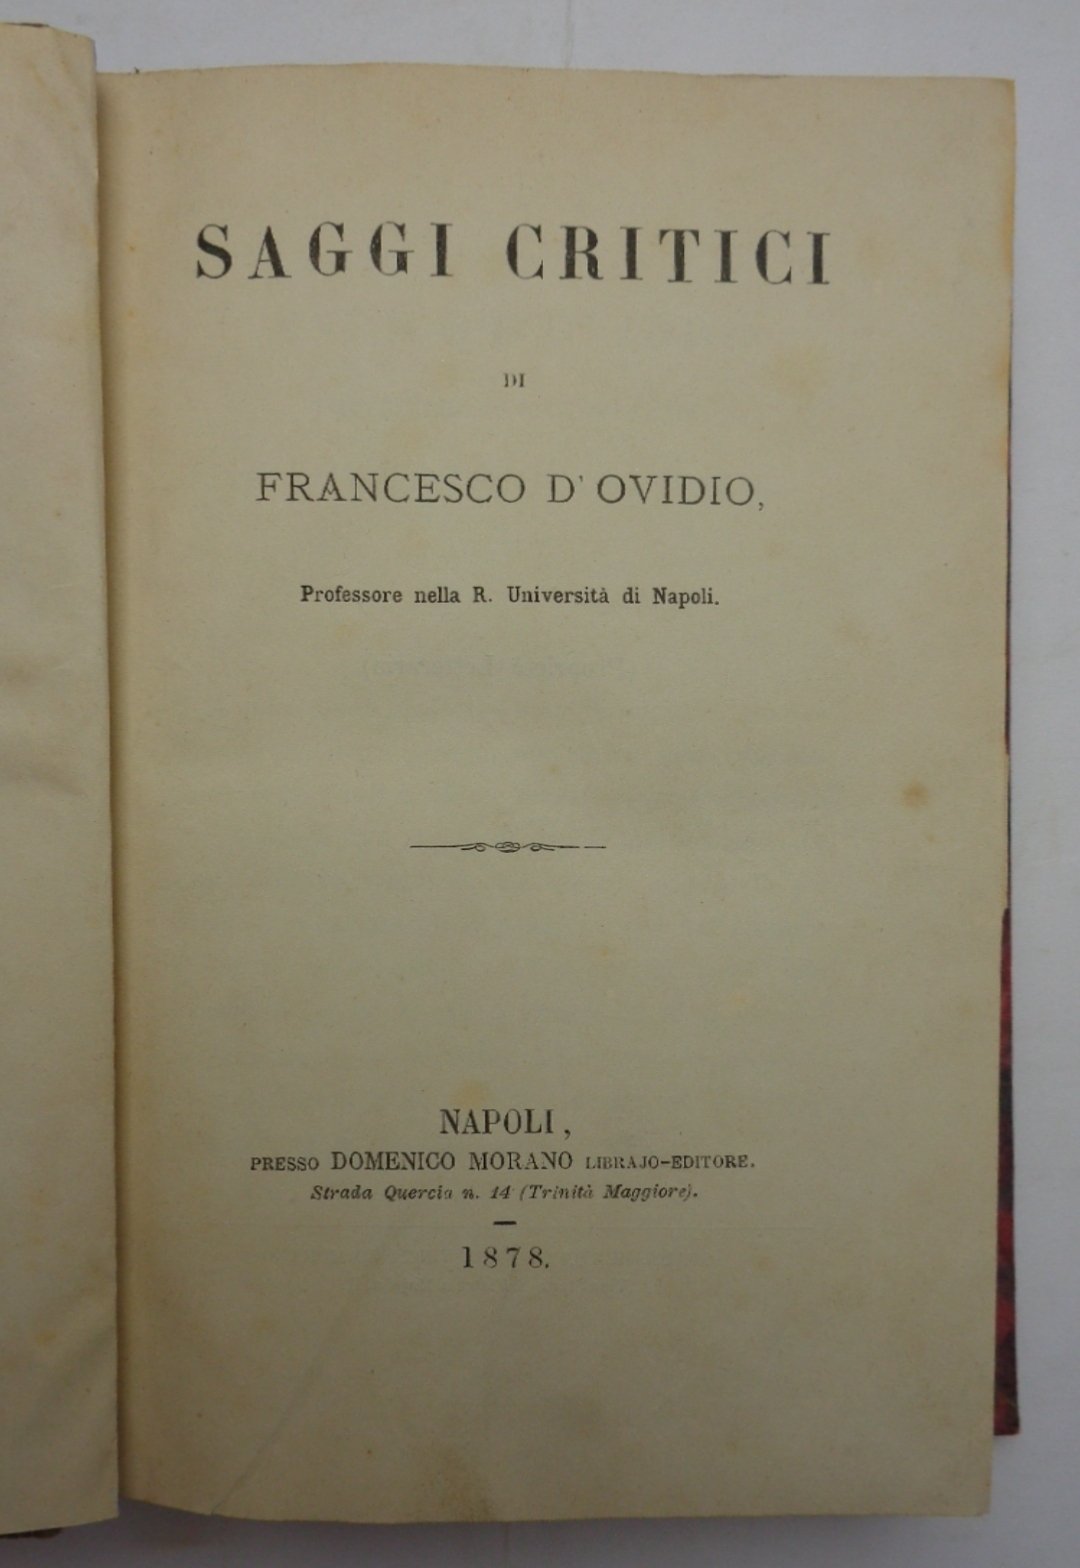 SAGGI CRITICI
DI
FRANCESCO D' OVIDIO,
Professore nella R. Università di Napoli.
NAPOLI,
PRESSO DOMENICO MORANO LIBRAJO-EDITORE.
Strada Quercia n. 14 (Trinità Maggiore).
1878.